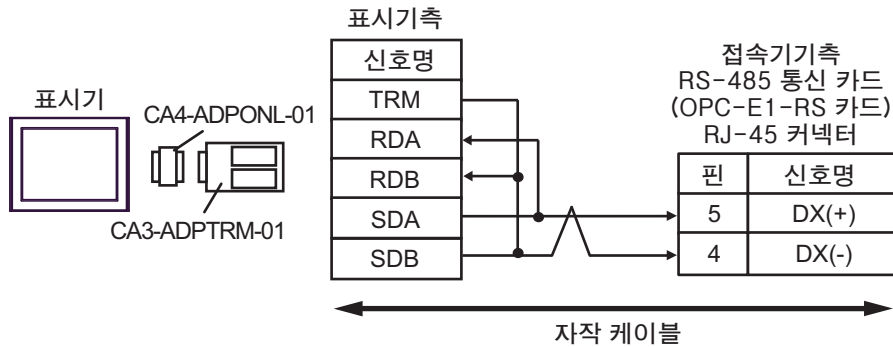 표시기
CA4-ADPONL-01
CA3-ADPTRM-01
표시기측
신호명
TRM
RDA
RDB
SDA
SDB
접속기기측
RS-485 통신 카드
(OPC-E1-RS 카드)
RJ-45 커넥터
핀 신호명
5 DX(+)
4 DX(-)
자작 케이블